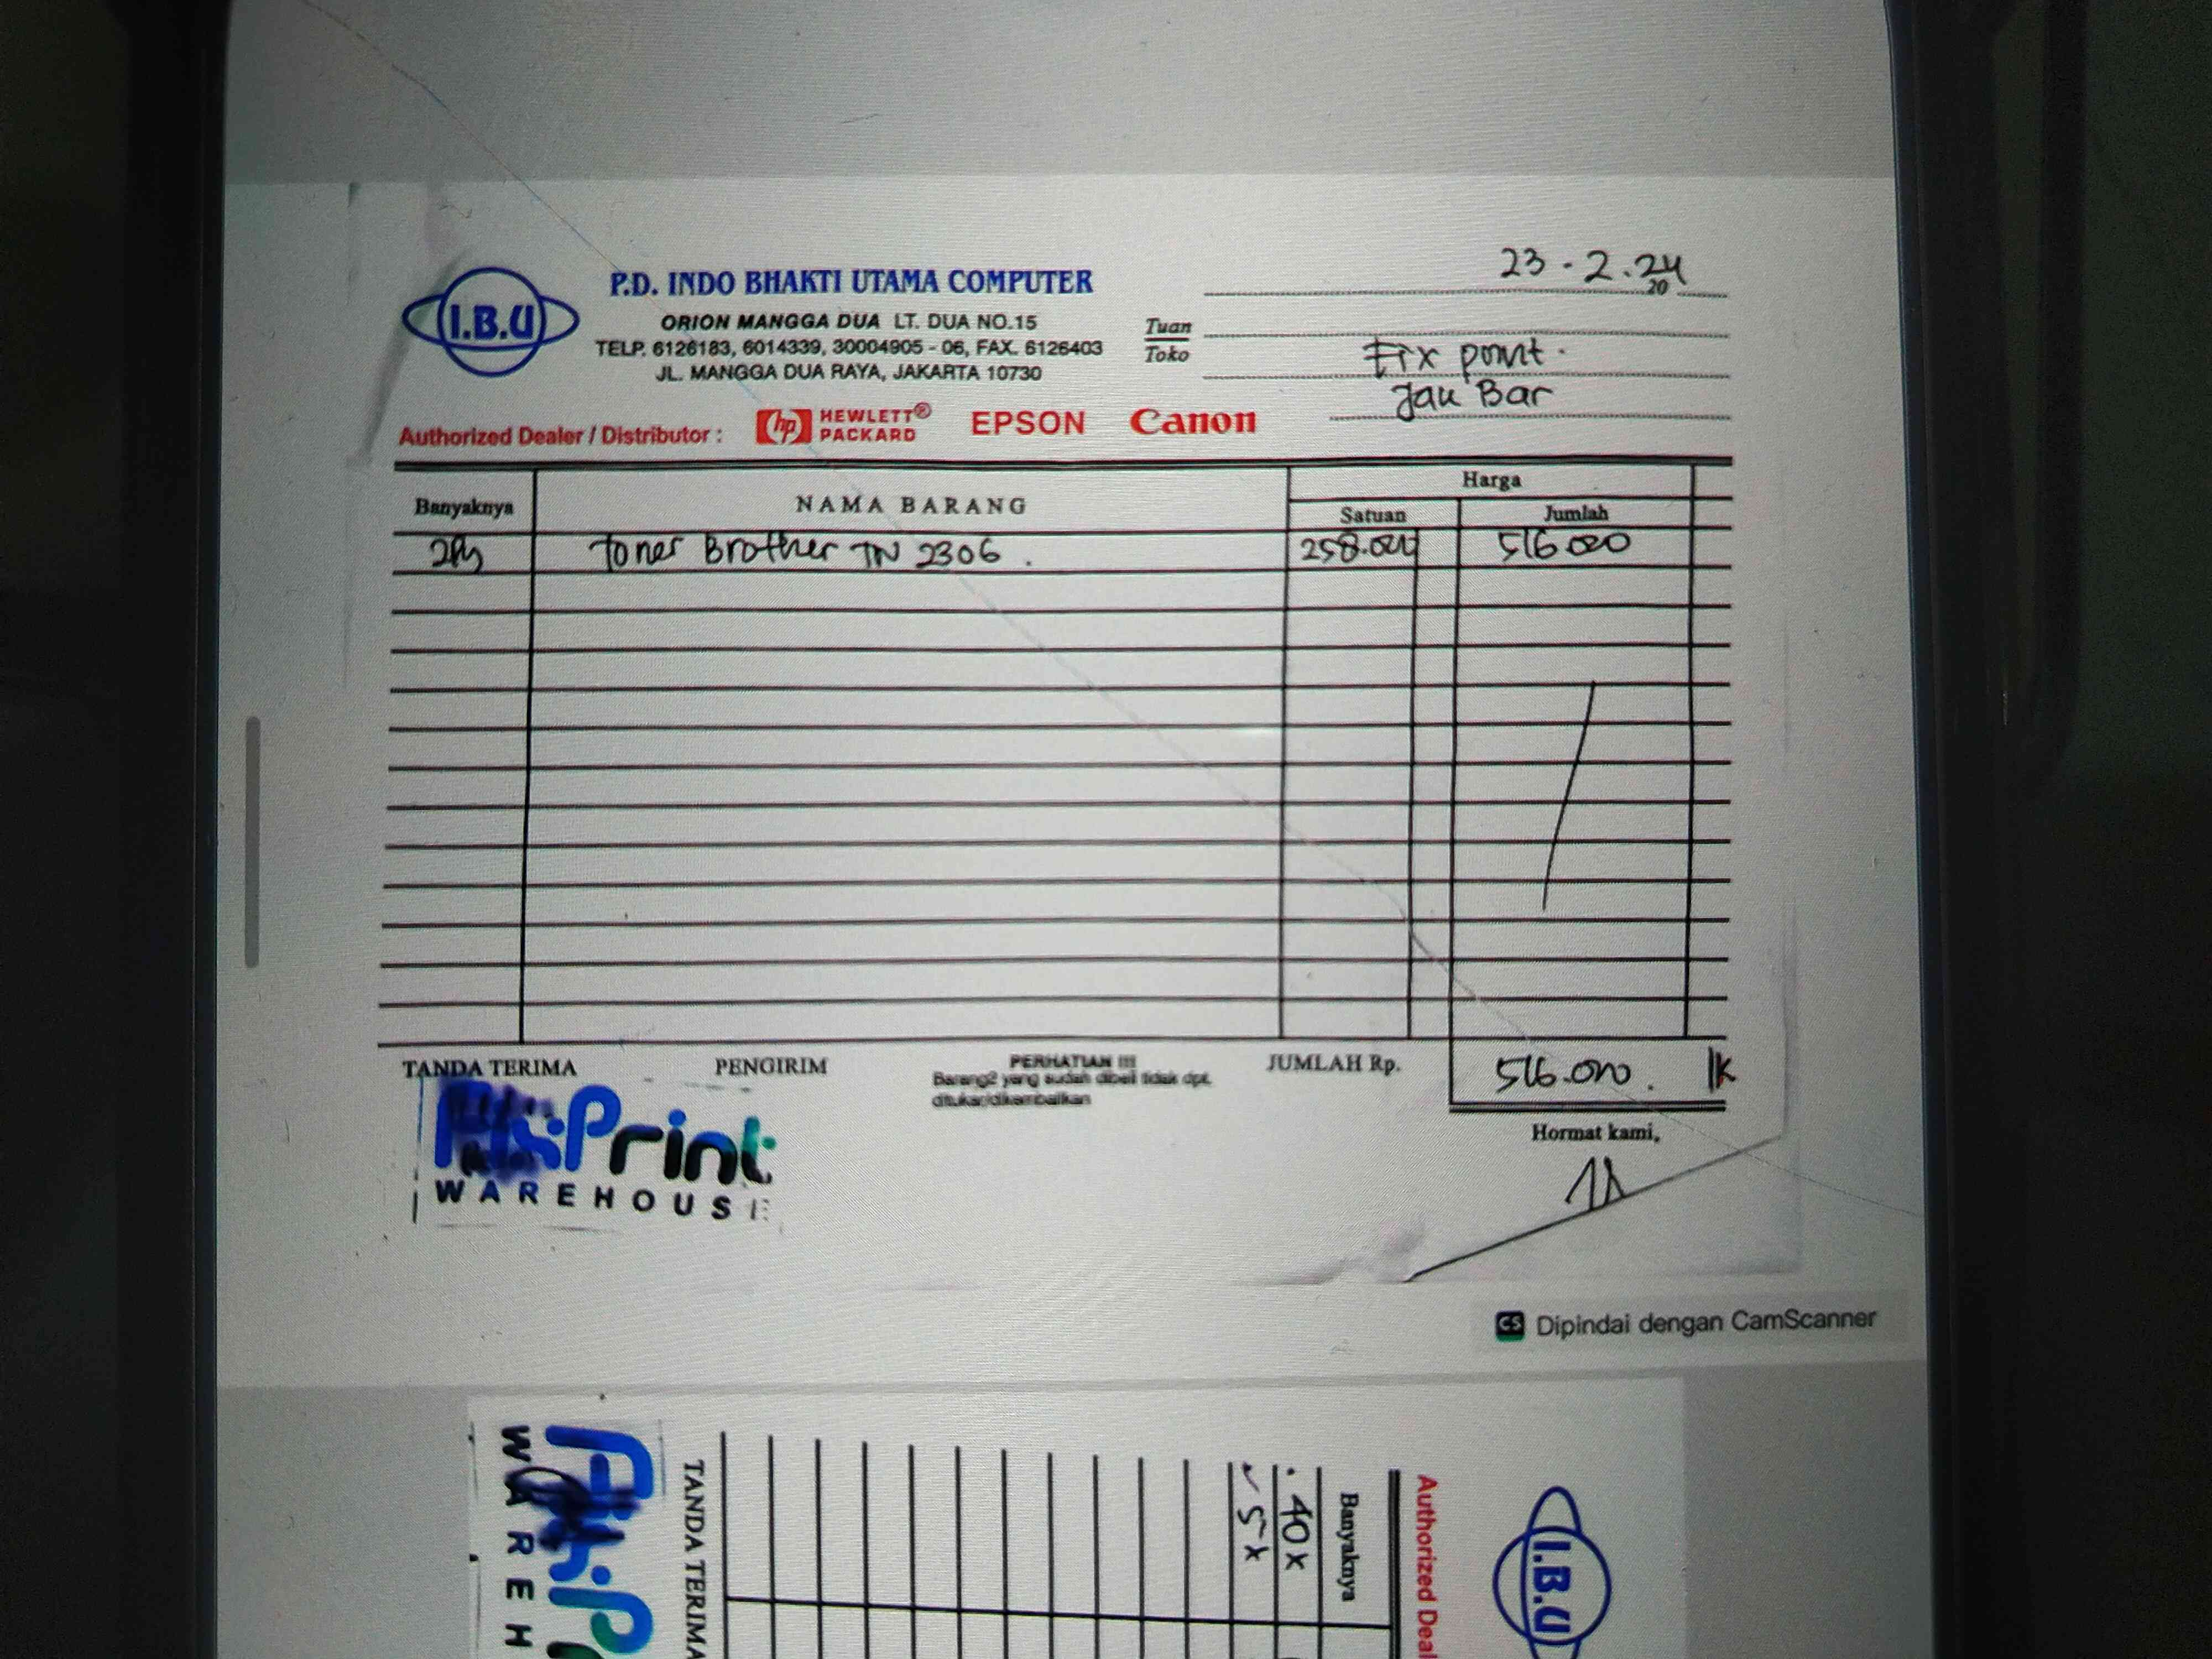 23 - 2 . 24
20
I.B.U
P.D. INDO BHAKTI UTAMA COMPUTER
ORION MANGGA DUA LT. DUA NO.15
TELP. 6126183, 6014339, 30004905 - 06, FAX. 6126403
JL. MANGGA DUA RAYA, JAKARTA 10730
Tuan
Toko
Fix point.
Jak Bar
Authorized Dealer / Distributor : hp HEWLETT® PACKARD EPSON Canon
Banyaknya NAMA BARANG Harga
Satuan Jumlah
Toner Brother TN 2306 . 258.000 516.000
TANDA TERIMA PENGIRIM PERHATIAN !!! JUMLAH Rp. 516.000 .
Barang2 yang sudah dibeli tidak dpt.
ditukar/dikembalikan
Hormat kami,
Print
WAREHOUSE
CS Dipindai dengan CamScanner
I.B.U
Authorized Deal
Banyaknya
. 40 x
5 x
TANDA TERIMA
P
WAREH